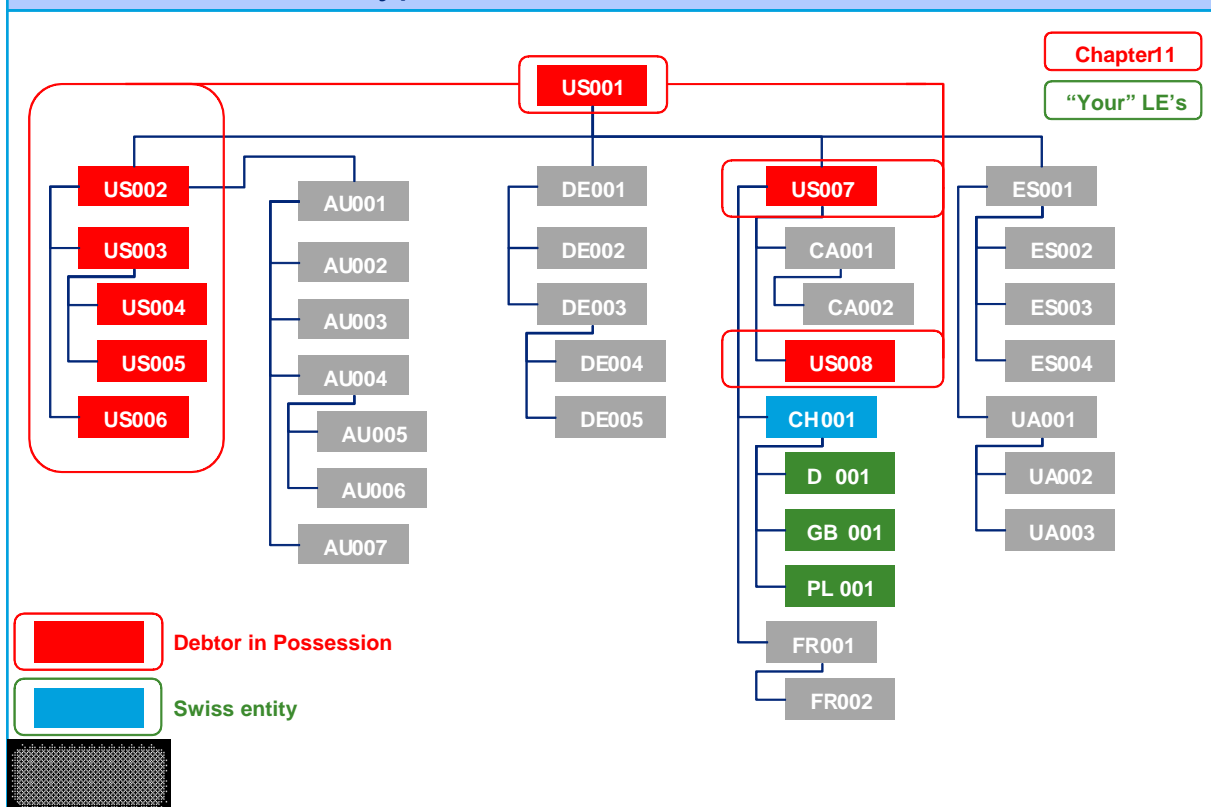 Chapter11
US001
“Your” LE’s
US002
AU001
DE001
US007
ES001
US003
AU002
DE002
CA001
ES002
US004
AU003
DE003
CA002
ES003
US005
AU004
DE004
US008
ES004
US006
AU005
DE005
CH001
UA001
AU006
D 001
UA002
AU007
GB 001
UA003
PL 001
Debtor in Possession
FR001
Swiss entity
FR002